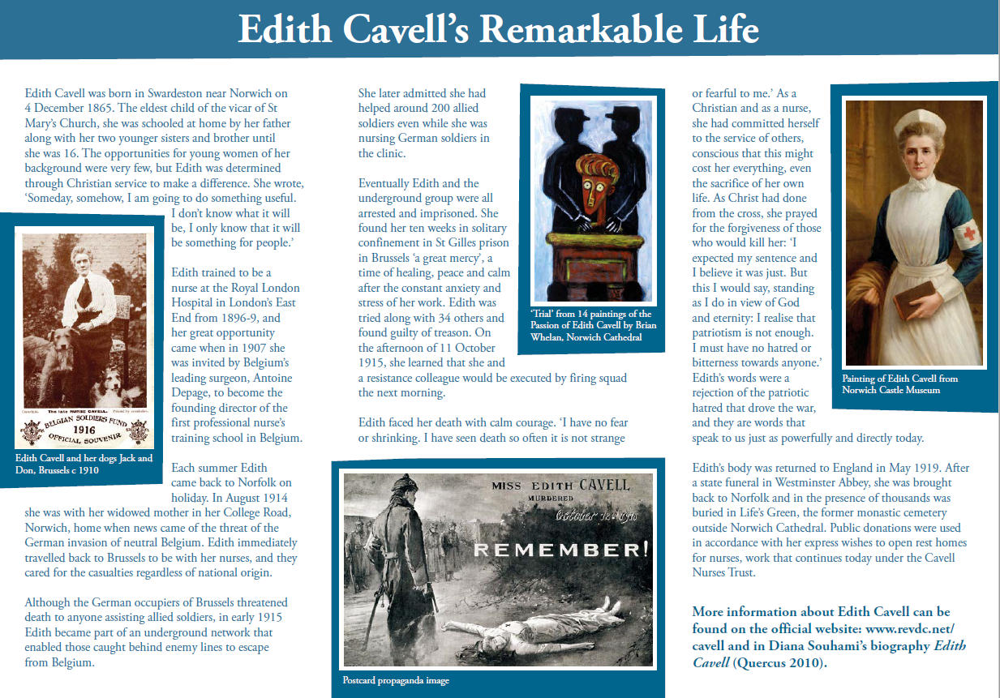 Edith Cavell's Remarkable Life
Edith Cavell was born in Swardeston near Norwich on
4 December 1865. The eldest child of the vicar of St
Mary's Church, she was schooled at home by her father
along with her two younger sisters and brother until
she was 16. The opportunities for young women of her
background were very few, but Edith was determined
through Christian service to make a difference. She wrote,
'Someday, somehow, I am going to do something useful.
I don't know what it will
be, I only know that it will
be something for people.'
Edith trained to be a
nurse at the Royal London
Hospital in London's East
End from 1896-9, and
her great opportunity
came when in 1907 she
was invited by Belgium's
leading surgeon, Antoine
Depage, to become the
founding director of the
first professional nurse's
training school in Belgium.
Each summer Edith
came back to Norfolk on
holiday. In August 1914
she was with her widowed mother in her College Road,
Norwich, home when news came of the threat of the
German invasion of neutral Belgium. Edith immediately
travelled back to Brussels to be with her nurses, and they
cared for the casualties regardless of national origin.
Although the German occupiers of Brussels threatened
death to anyone assisting allied soldiers, in early 1915
Edith became part of an underground network that
enabled those caught behind enemy lines to escape
from Belgium.
Copyright. The late NURSE CAVELL.
BELGIAN SOLDIERS FUND
1916
OFFICIAL SOUVENIR
Edith Cavell and her dogs Jack and
Don, Brussels c 1910
She later admitted she had
helped around 200 allied
soldiers even while she was
nursing German soldiers in
the clinic.
Eventually Edith and the
underground group were all
arrested and imprisoned. She
found her ten weeks in solitary
confinement in St Gilles prison
in Brussels 'a great mercy', a
time of healing, peace and calm
after the constant anxiety and
stress of her work. Edith was
tried along with 34 others and
found guilty of treason. On
the afternoon of 11 October
1915, she learned that she and
a resistance colleague would be executed by firing squad
the next morning.
Edith faced her death with calm courage. 'I have no fear
or shrinking. I have seen death so often it is not strange
'Trial' from 14 paintings of the
Passion of Edith Cavell by Brian
Whelan, Norwich Cathedral
MISS EDITH CAVELL
MURDERED
October 12th 1915
REMEMBER!
Postcard propaganda image
or fearful to me.' As a
Christian and as a nurse,
she had committed herself
to the service of others,
conscious that this might
cost her everything, even
the sacrifice of her own
life. As Christ had done
from the cross, she prayed
for the forgiveness of those
who would kill her: 'I
expected my sentence and
I believe it was just. But
this I would say, standing
as I do in view of God
and eternity: I realise that
patriotism is not enough.
I must have no hatred or
bitterness towards anyone.'
Edith's words were a
rejection of the patriotic
hatred that drove the war,
and they are words that
speak to us just as powerfully and directly today.
Painting of Edith Cavell from
Norwich Castle Museum
Edith's body was returned to England in May 1919. After
a state funeral in Westminster Abbey, she was brought
back to Norfolk and in the presence of thousands was
buried in Life's Green, the former monastic cemetery
outside Norwich Cathedral. Public donations were used
in accordance with her express wishes to open rest homes
for nurses, work that continues today under the Cavell
Nurses Trust.
More information about Edith Cavell can be
found on the official website: www.revdc.net/
cavell and in Diana Souhami's biography Edith
Cavell (Quercus 2010).